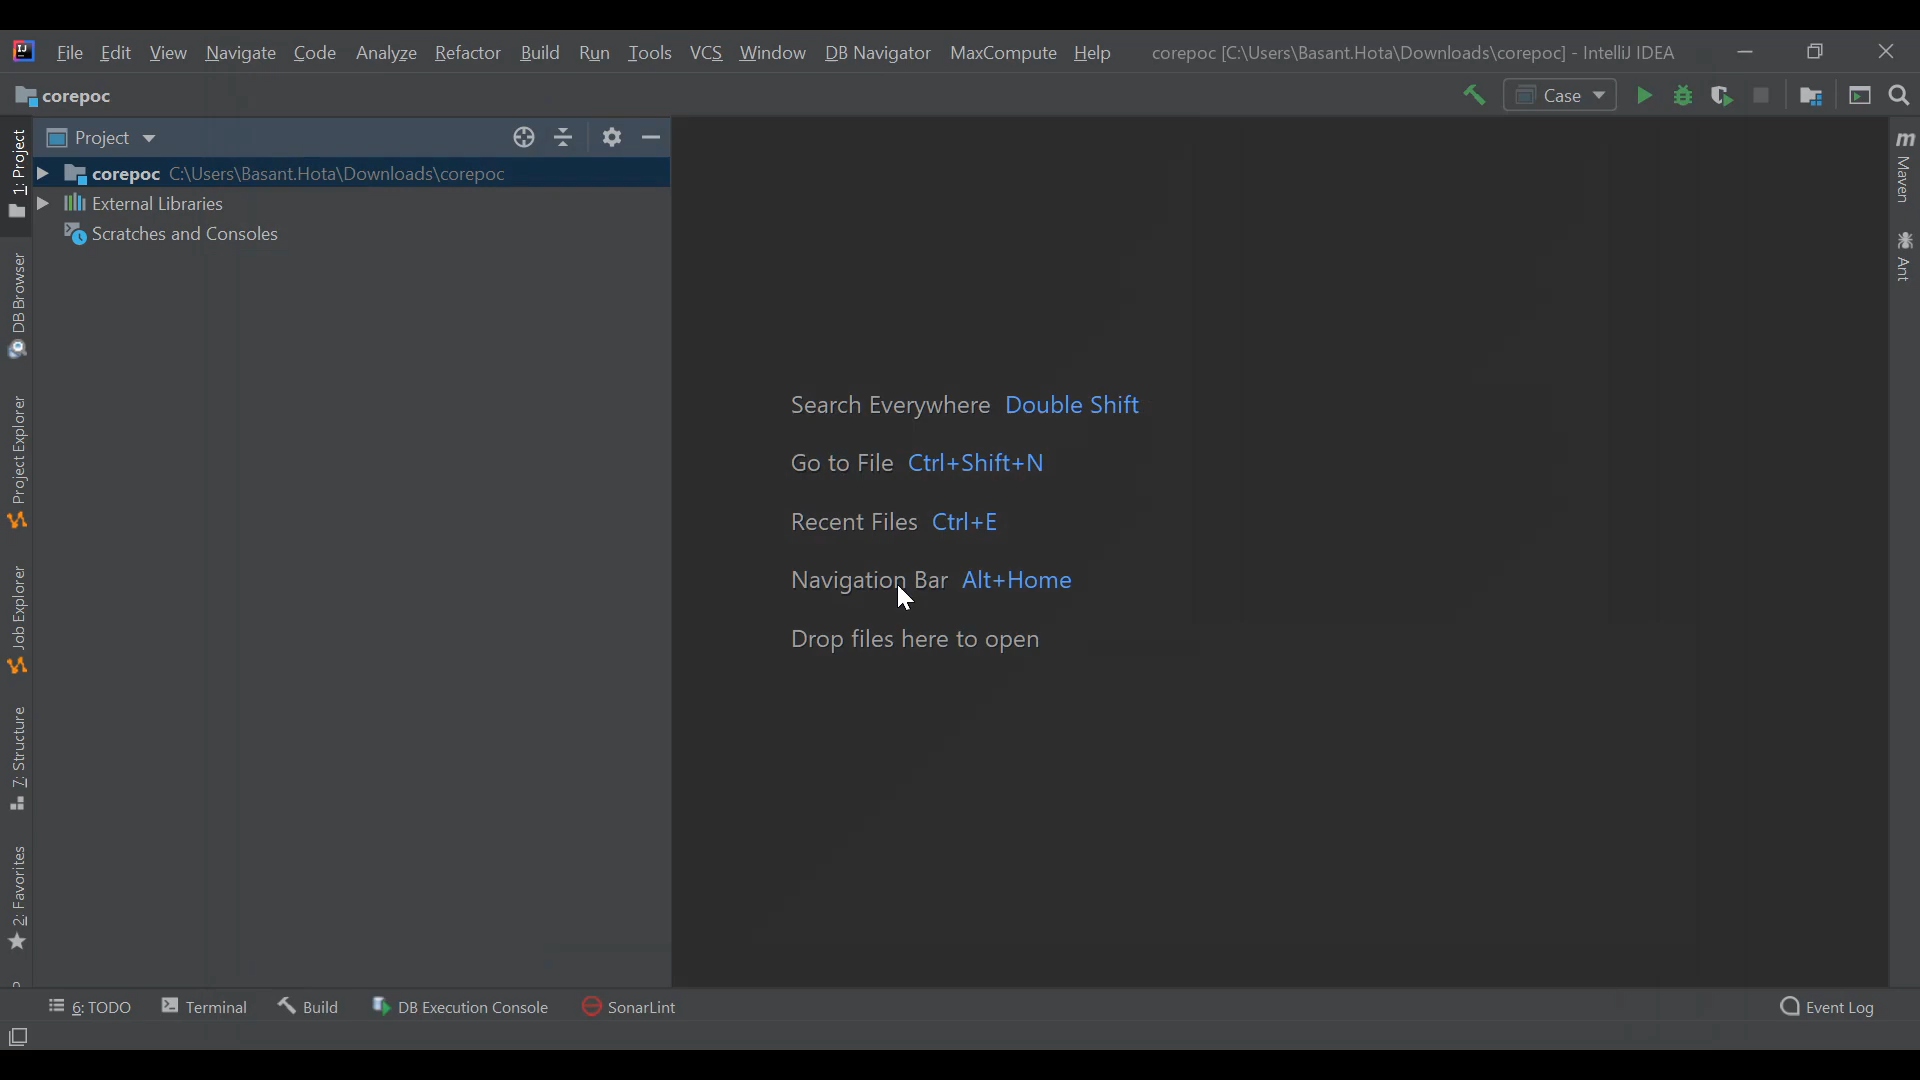 File Edit View Navigate Code Analyze Refactor Build Run Tools VCS Window DB Navigator MaxCompute Help corepoc [C:\Users\Basant.Hota\Downloads\corepoc] - IntelliJ IDEA
corepoc Case
Project
corepoc C:\Users\Basant.Hota\Downloads\corepoc
External Libraries
Scratches and Consoles
1: Project
DB Browser
Project Explorer
Job Explorer
7: Structure
2: Favorites
Search Everywhere Double Shift
Go to File Ctrl+Shift+N
Recent Files Ctrl+E
Navigation Bar Alt+Home
Drop files here to open
m Maven
Ant
6: TODO Terminal Build DB Execution Console SonarLint Event Log